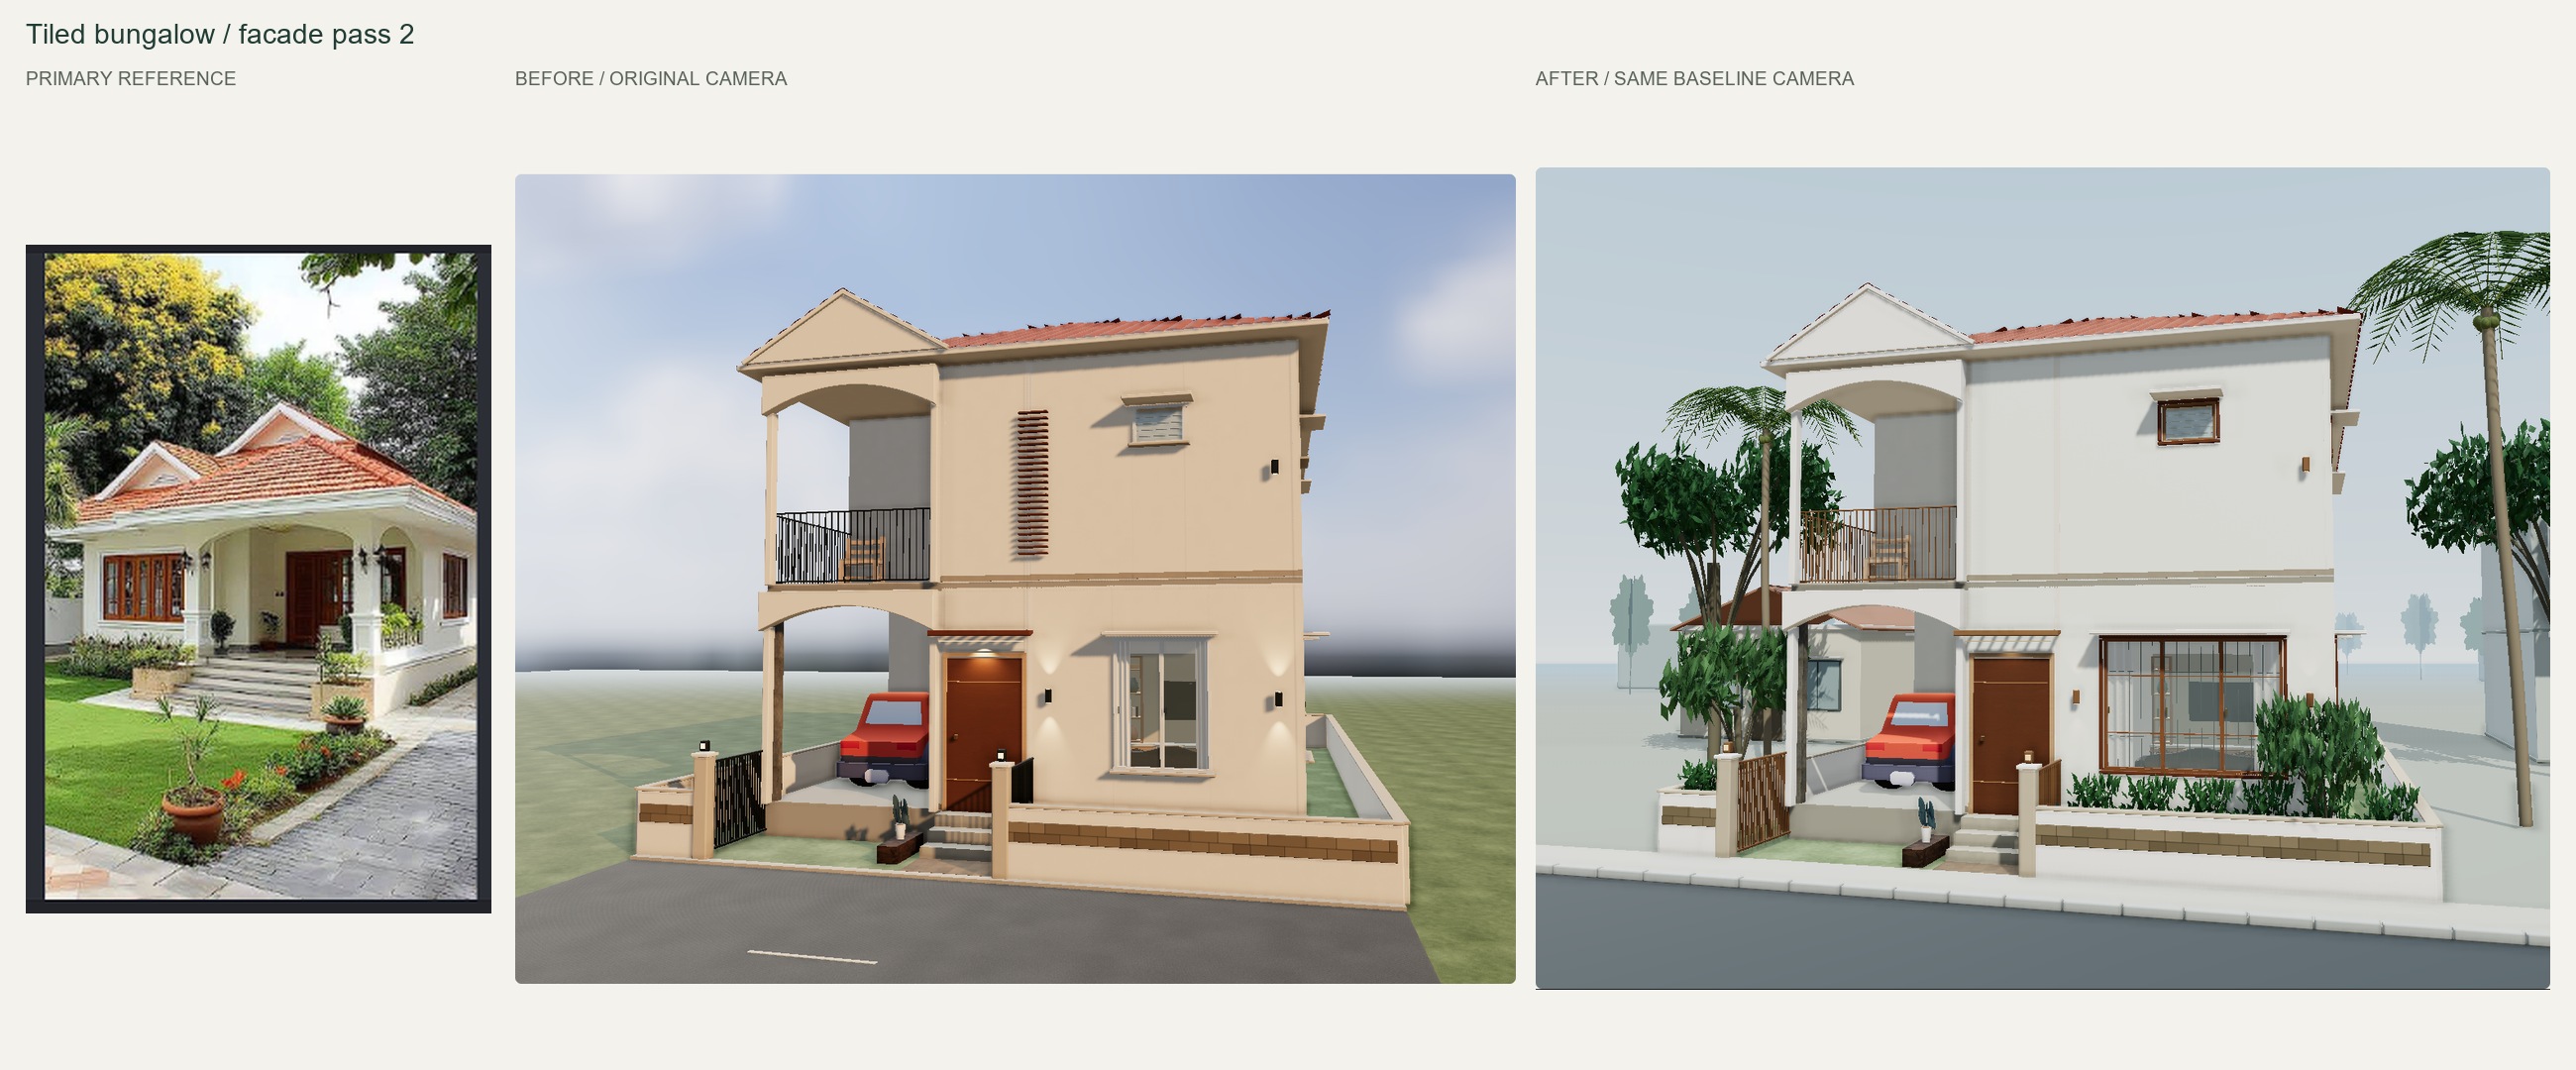 Tiled bungalow / facade pass 2
PRIMARY REFERENCE
BEFORE / ORIGINAL CAMERA
AFTER / SAME BASELINE CAMERA